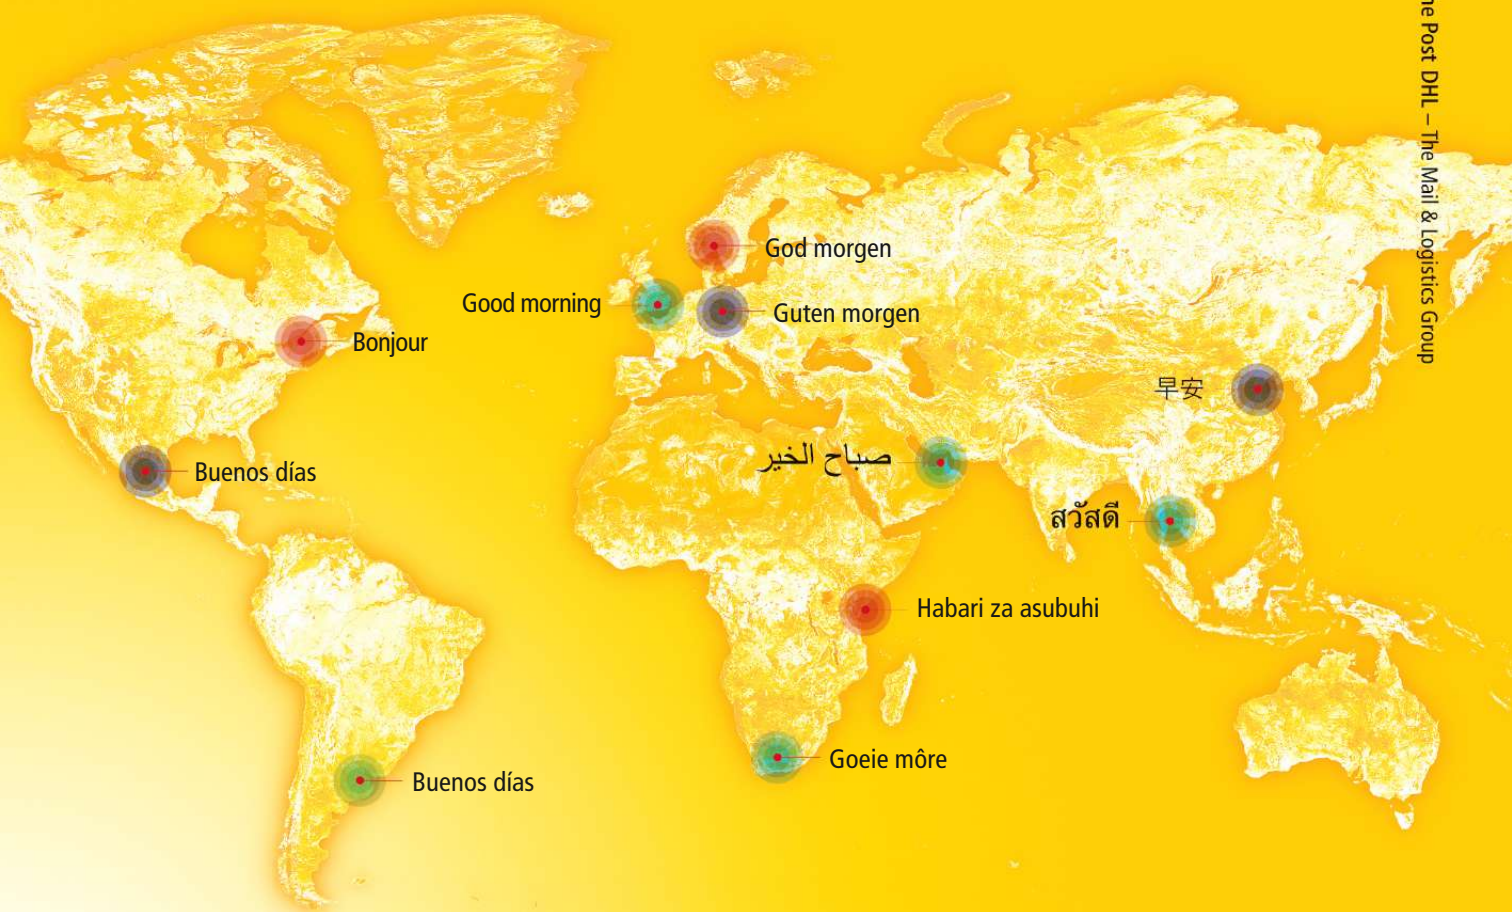 Post DHL – The Mail & Logistics Group
God morgen
Good morning
Guten morgen
Bonjour
早安
صباح الخير
Buenos días
สวัสดี
Habari za asubuhi
Goeie môre
Buenos días